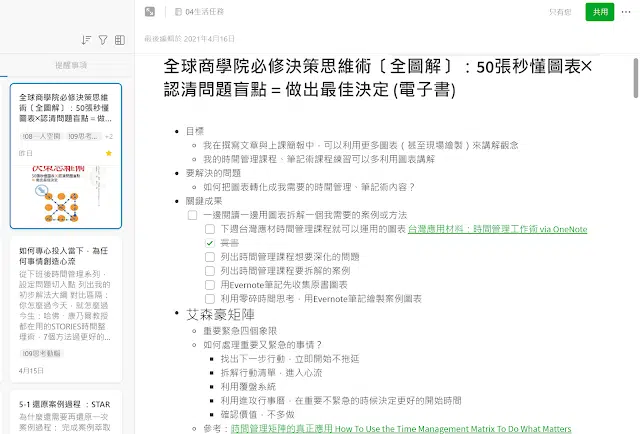 04生活任務
只有您
共用
最後編輯於 2021年4月16日
提醒事項
全球商學院必修決策思維術〔全圖解〕：50張秒懂圖表×認清問題盲點 = 做...
I08一人空間
I09思考...
+2
昨日
決策思維術
如何專心投入當下，為任何事情創造心流
從下班後時間管理系列，
設定問題切入點 列出我的
初步解法大綱 對比區隔：
你怎麼過今天，就怎麼過
今生：哈佛．康乃爾教授
都在用的STORIES時間整
理術，7個方法過更好的...
I09思考動腦
4月15日
5-1 還原案例過程 ：STAR
為什麼還需要再還原一次
案例過程： 完成案例萃取
全球商學院必修決策思維術〔全圖解〕：50張秒懂圖表×
認清問題盲點 = 做出最佳決定 (電子書)
目標
我在撰寫文章與上課簡報中，可以利用更多圖表（甚至現場繪製）來講解觀念
我的時間管理課程、筆記術課程練習可以多利用圖表講解
要解決的問題
如何把圖表轉化成我需要的時間管理、筆記術內容？
關鍵成果
一邊閱讀一邊用圖表拆解一個我需要的案例或方法
下週台灣應材時間管理課程就可以運用的圖表 台灣應用材料：時間管理工作術 via OneNote
買書
列出時間管理課程想要深化的問題
列出時間管理課程要拆解的案例
用Evernote筆記先收集原書圖表
利用零碎時間思考，用Evernote筆記繪製案例圖表
艾森豪矩陣
重要緊急四個象限
如何處理重要又緊急的事情？
找出下一步行動，立即開始不拖延
拆解行動清單，進入心流
利用覆盤系統
利用進攻行事曆，在重要不緊急的時候決定更好的開始時間
確認價值，不多做
參考：時間管理矩陣的真正應用 How To Use the Time Management Matrix To Do What Matters